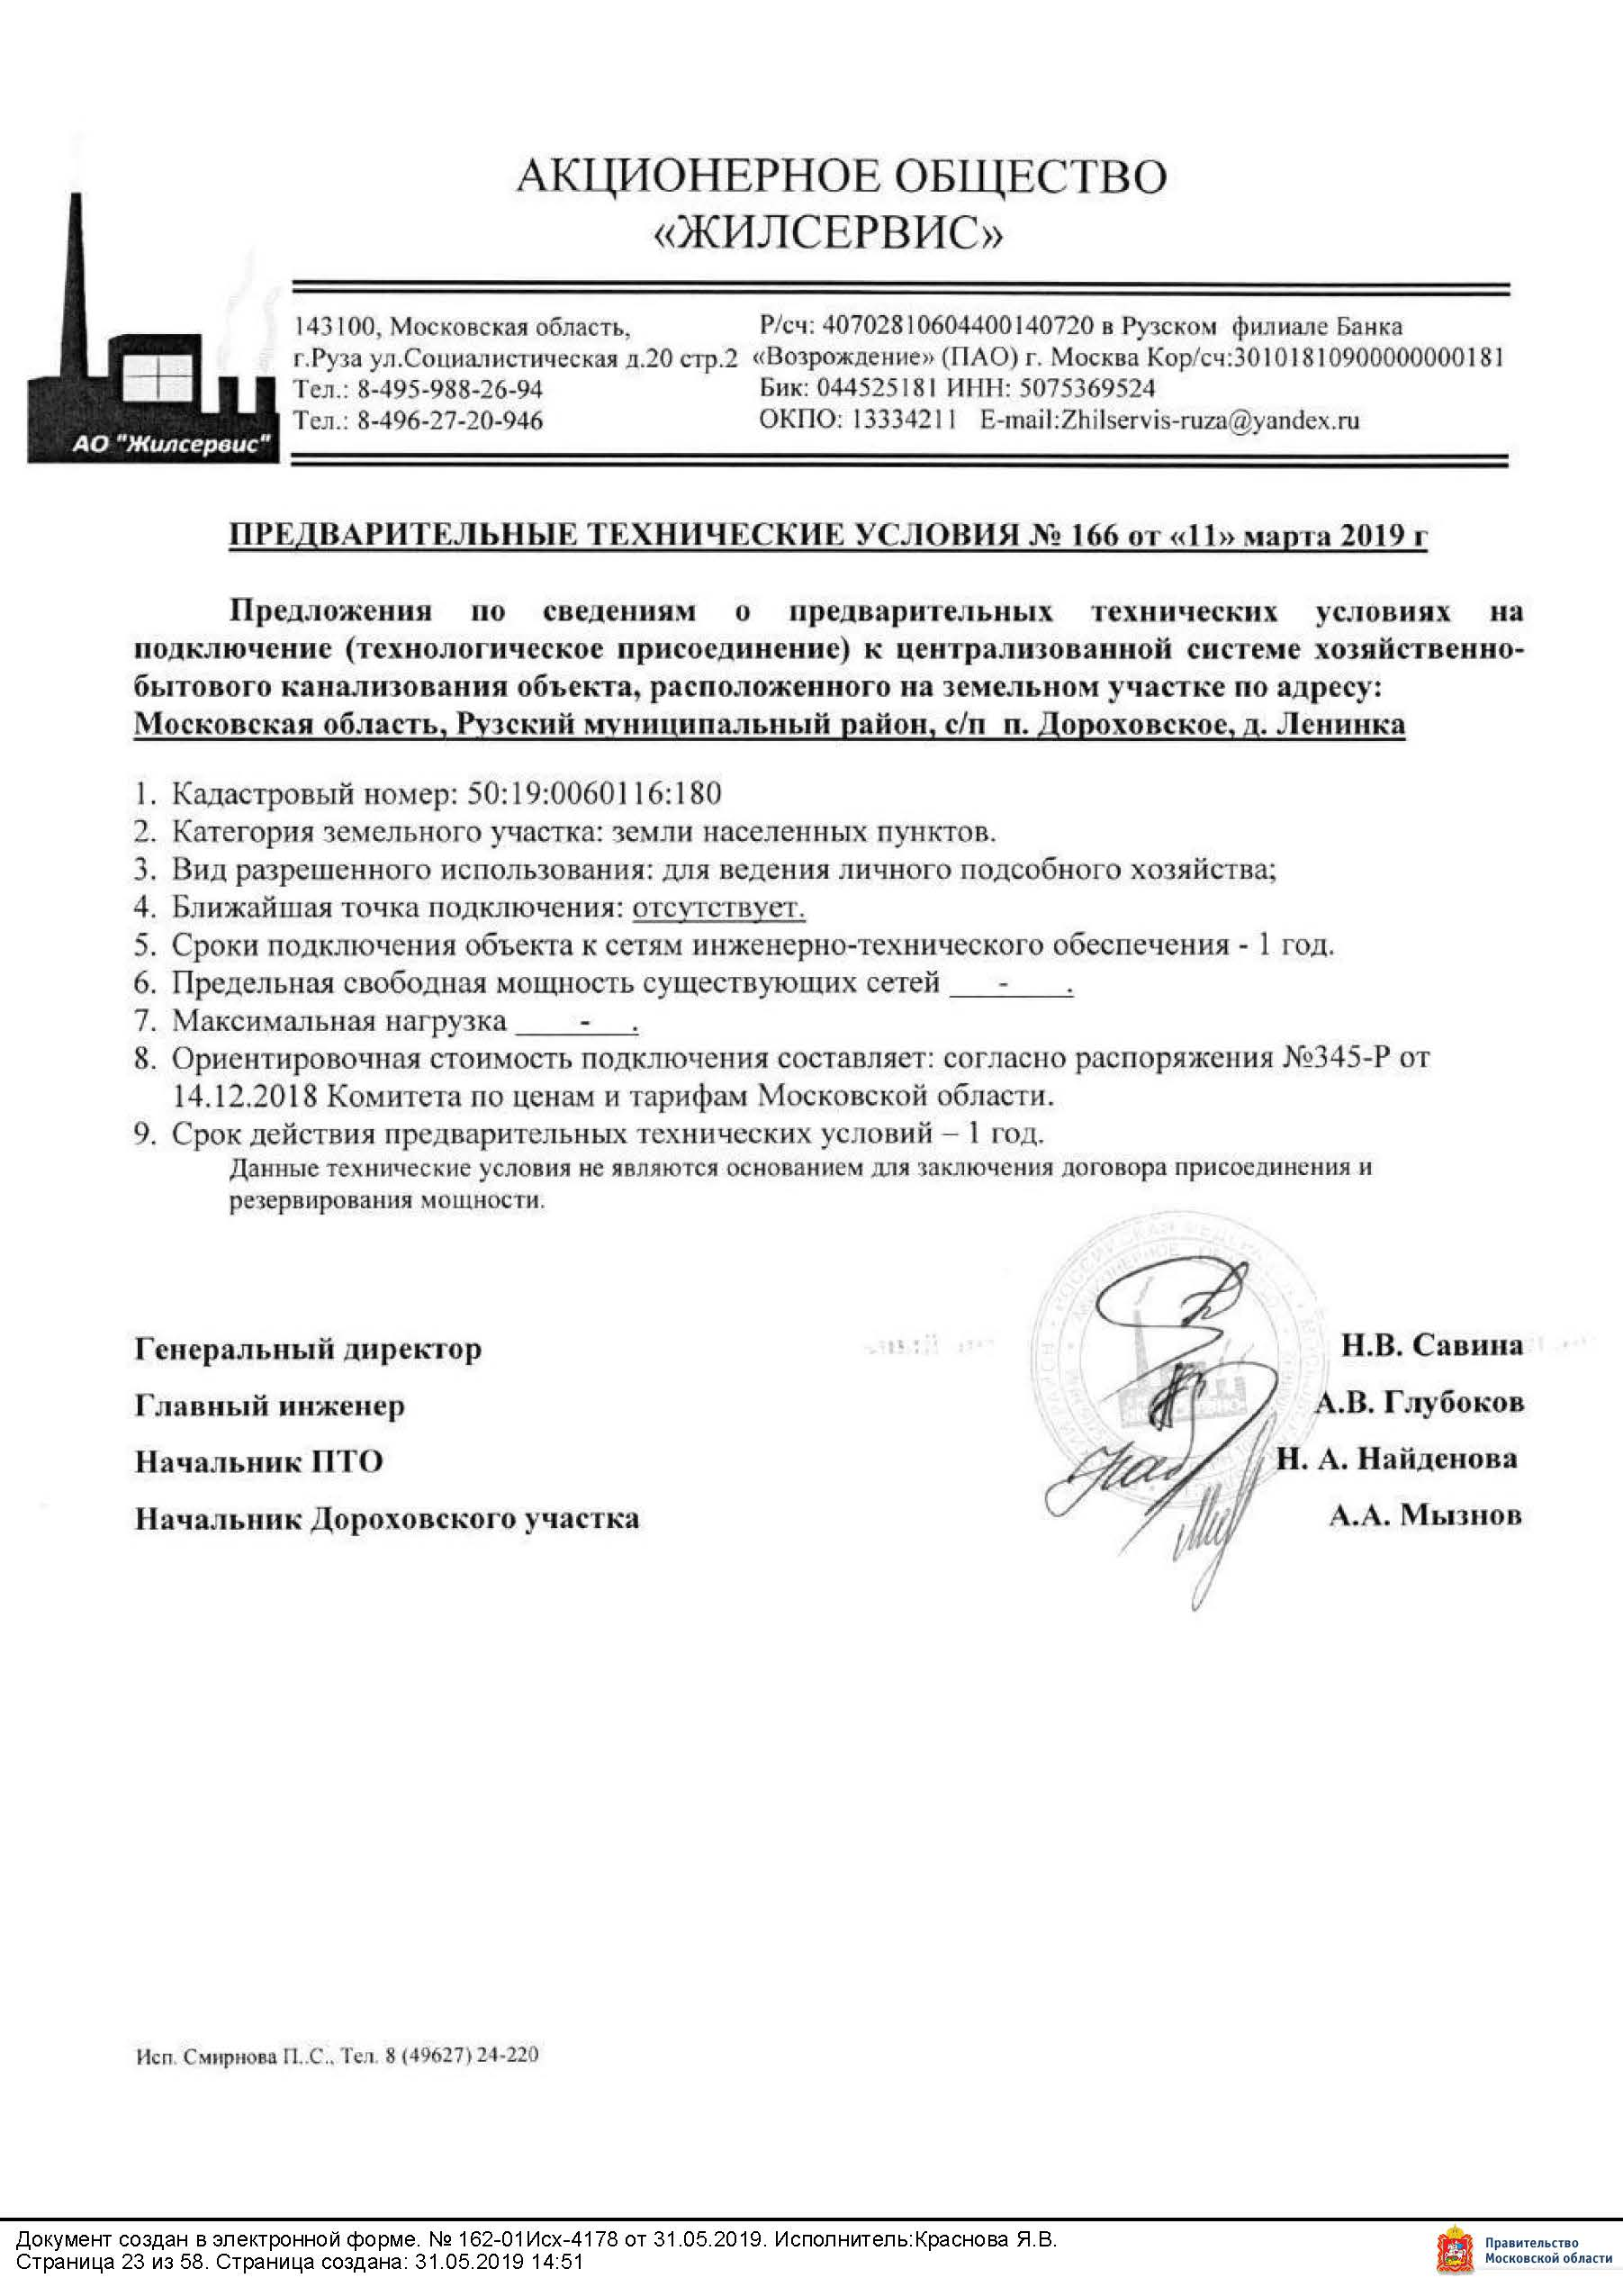 АКЦИОНЕРНОЕ ОБЩЕСТВО
«ЖИЛСЕРВИС»
АО "Жилсервис"
143100, Московская область,
г.Руза ул.Социалистическая д.20 стр.2
Тел.: 8-495-988-26-94
Тел.: 8-496-27-20-946
Р/сч: 40702810604400140720 в Рузском филиале Банка
«Возрождение» (ПАО) г. Москва Кор/сч:30101810900000000181
Бик: 044525181 ИНН: 5075369524
ОКПО: 13334211 E-mail:Zhilservis-ruza@yandex.ru
ПРЕДВАРИТЕЛЬНЫЕ ТЕХНИЧЕСКИЕ УСЛОВИЯ № 166 от «11» марта 2019 г
Предложения по сведениям о предварительных технических условиях на
подключение (технологическое присоединение) к централизованной системе хозяйственно-
бытового канализования объекта, расположенного на земельном участке по адресу:
Московская область, Рузский муниципальный район, с/п п. Дороховское, д. Ленинка
1. Кадастровый номер: 50:19:0060116:180
2. Категория земельного участка: земли населенных пунктов.
3. Вид разрешенного использования: для ведения личного подсобного хозяйства;
4. Ближайшая точка подключения: отсутствует.
5. Сроки подключения объекта к сетям инженерно-технического обеспечения - 1 год.
6. Предельная свободная мощность существующих сетей ___-____.
7. Максимальная нагрузка ____-___.
8. Ориентировочная стоимость подключения составляет: согласно распоряжения №345-Р от
14.12.2018 Комитета по ценам и тарифам Московской области.
9. Срок действия предварительных технических условий – 1 год.
Данные технические условия не являются основанием для заключения договора присоединения и
резервирования мощности.
Генеральный директор Н.В. Савина
Главный инженер А.В. Глубоков
Начальник ПТО Н. А. Найденова
Начальник Дороховского участка А.А. Мызнов
Исп. Смирнова П..С., Тел. 8 (49627) 24-220
Документ создан в электронной форме. № 162-01Исх-4178 от 31.05.2019. Исполнитель:Краснова Я.В.
Страница 23 из 58. Страница создана: 31.05.2019 14:51
Правительство
Московской области